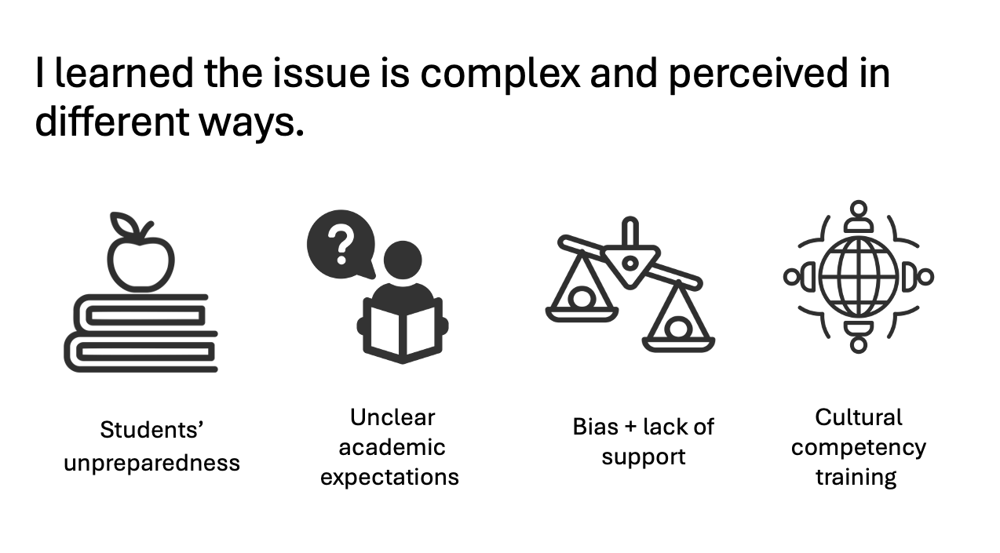 I learned the issue is complex and perceived in
different ways.
?
Students’
unpreparedness
Unclear
academic
expectations
Bias + lack of
support
Cultural
competency
training